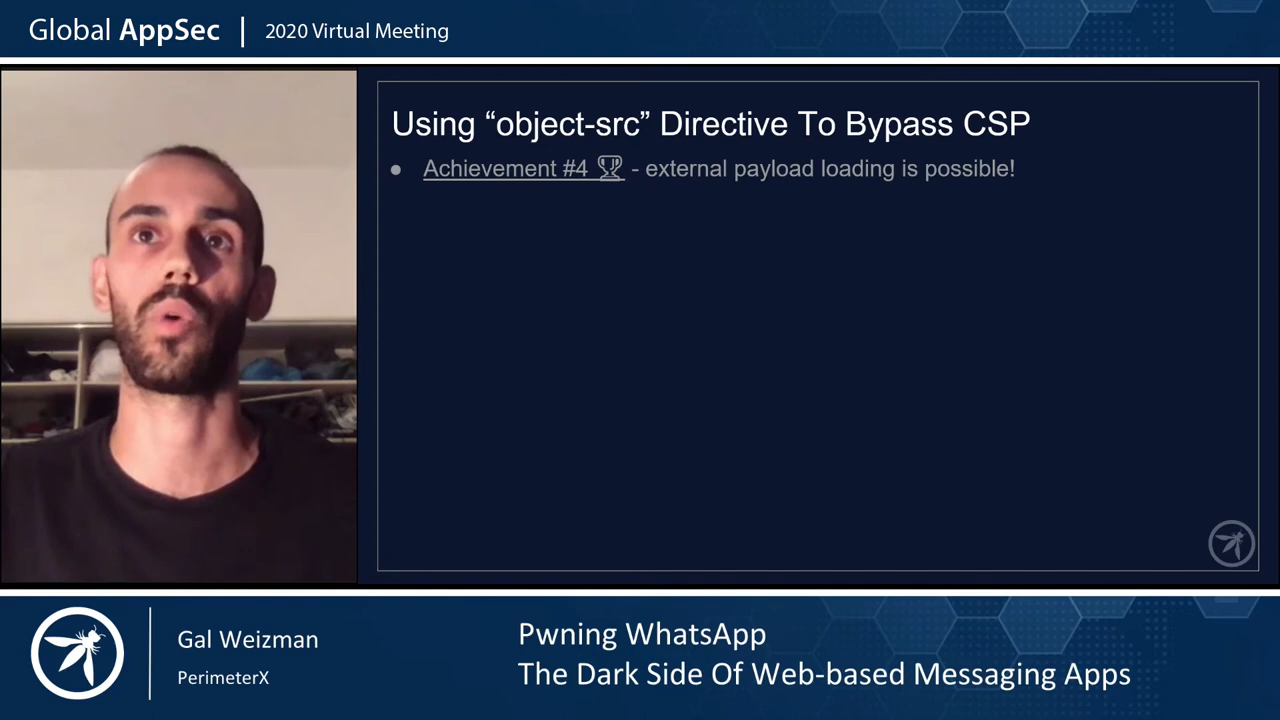 Global AppSec | 2020 Virtual Meeting
Using “object-src” Directive To Bypass CSP
● Achievement #4 🏆 - external payload loading is possible!
Gal Weizman
PerimeterX
Pwning WhatsApp
The Dark Side Of Web-based Messaging Apps